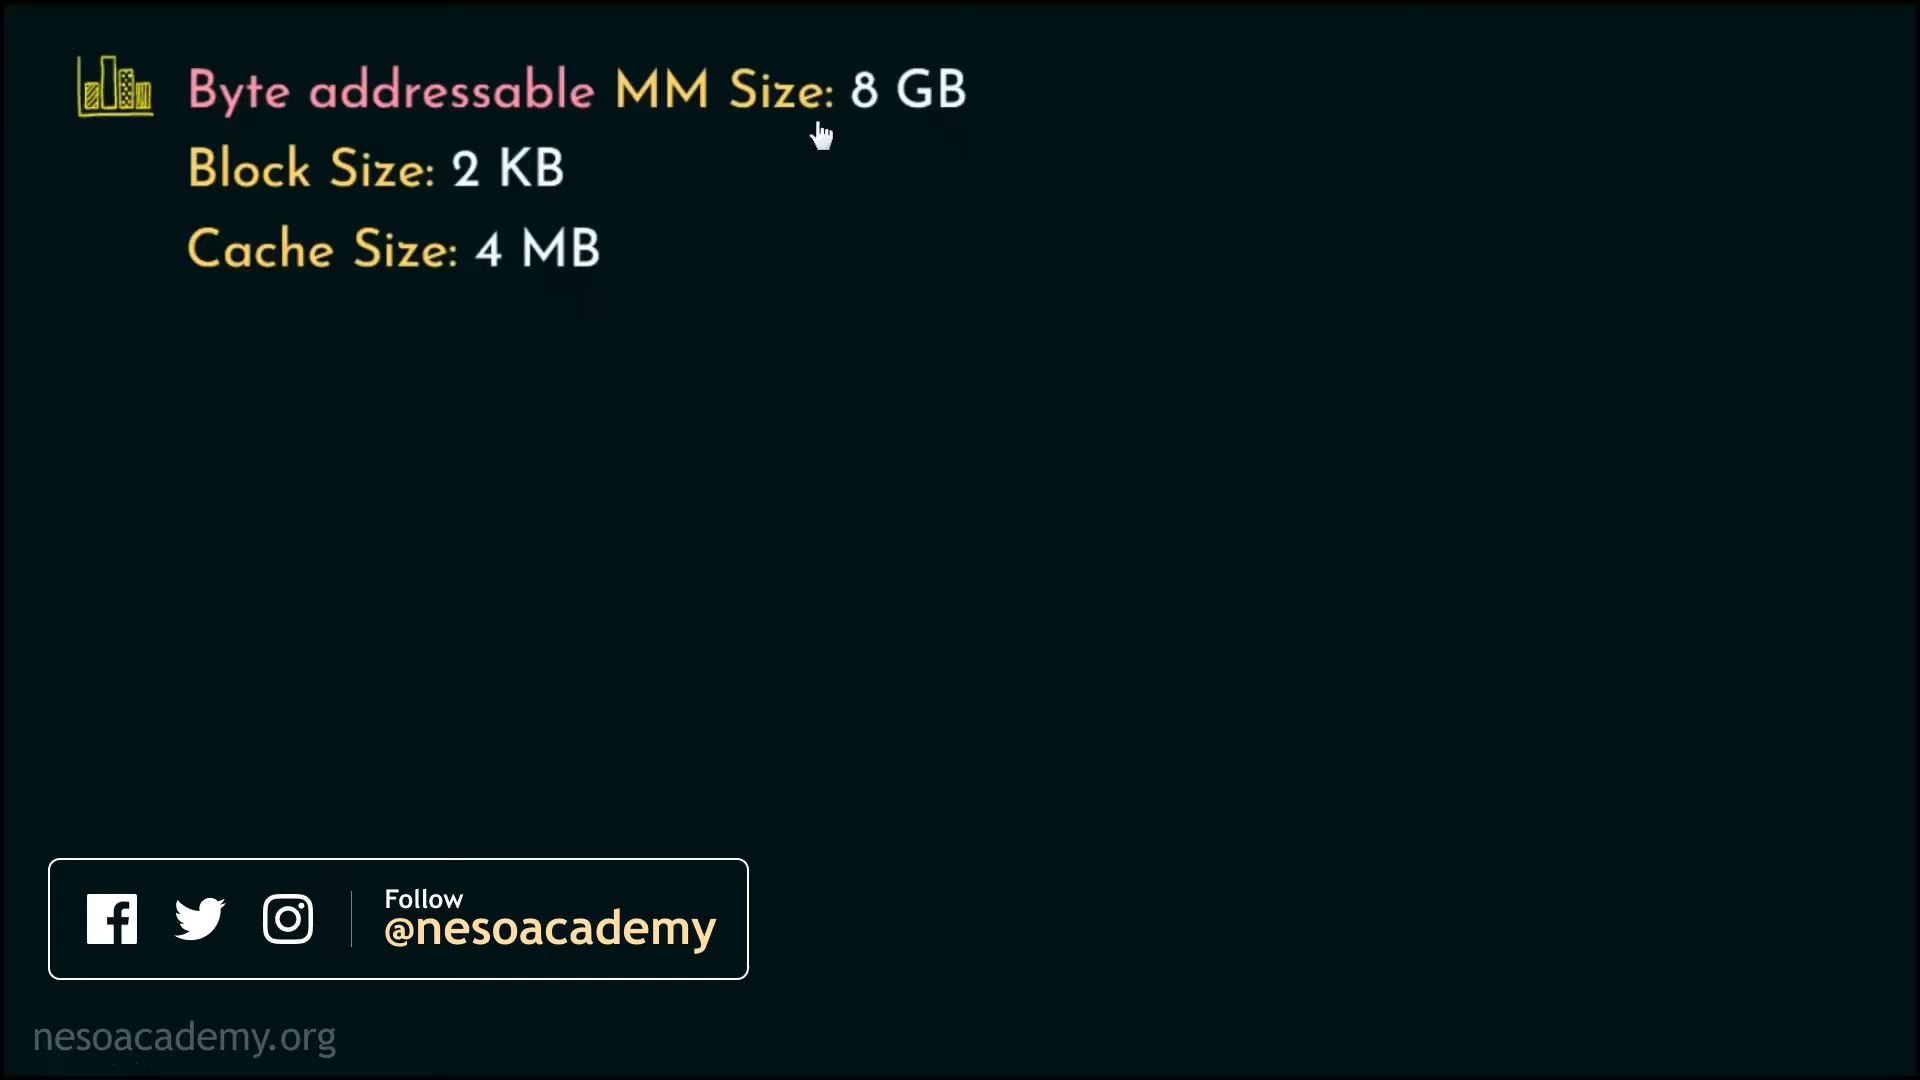 Byte addressable MM Size: 8 GB
Block Size: 2 KB
Cache Size: 4 MB
Follow
@nesoacademy
nesoacademy.org